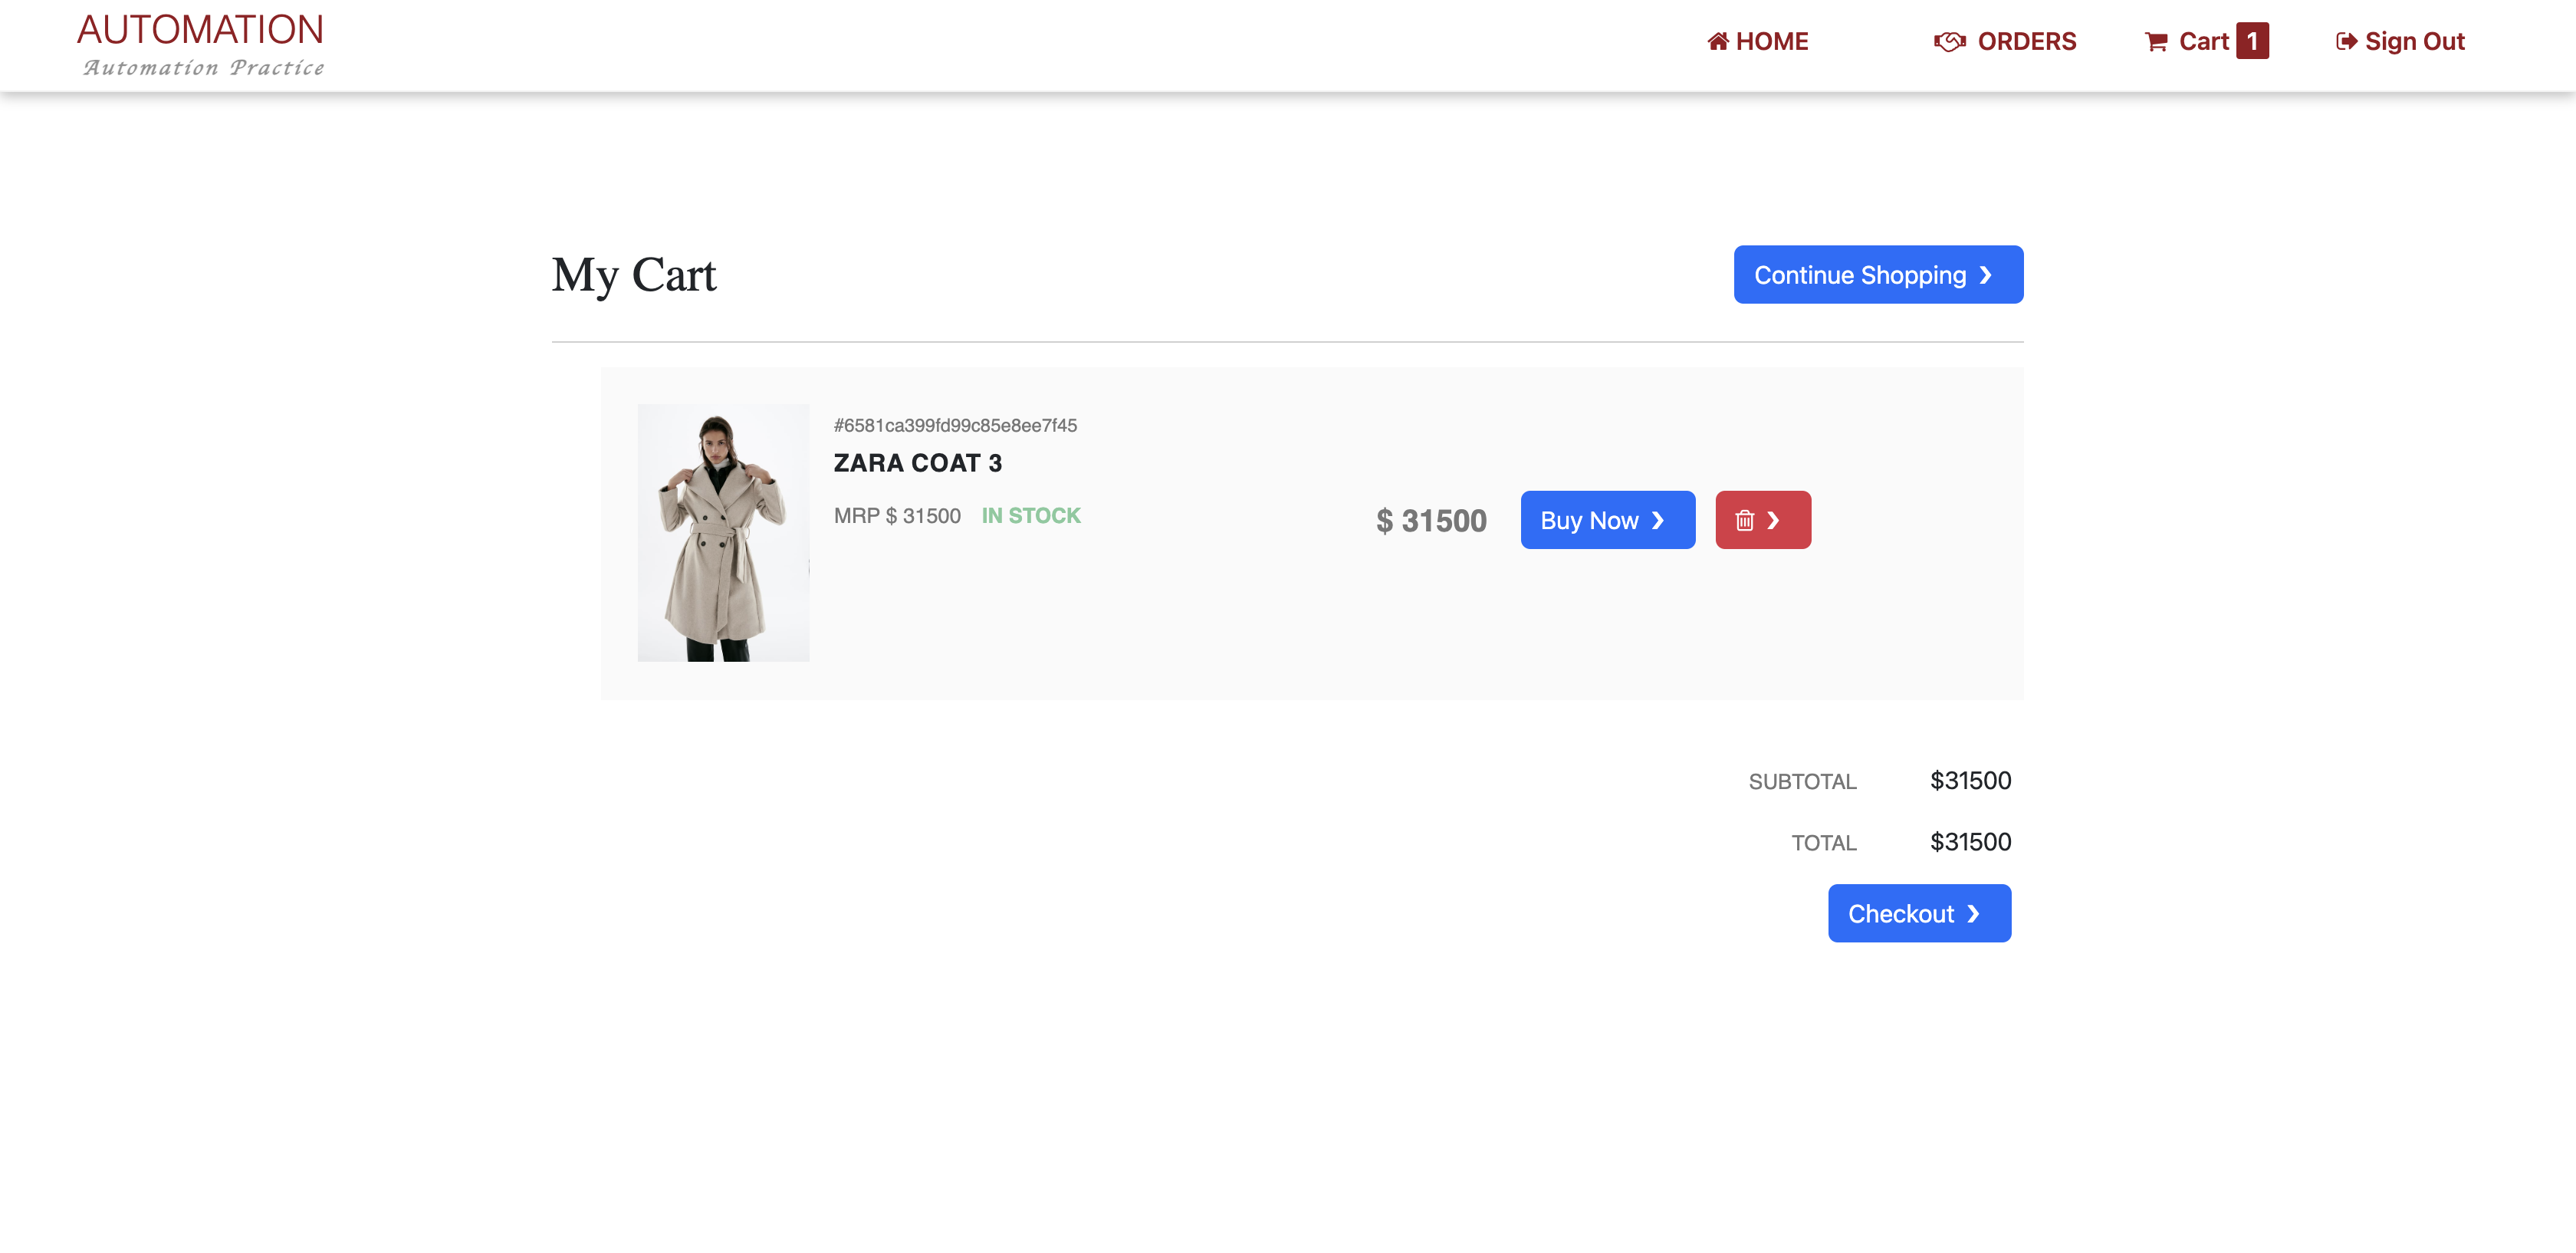 AUTOMATION
Automation Practice
HOME
ORDERS
Cart 1
Sign Out
My Cart
Continue Shopping ❯
#6581ca399fd99c85e8ee7f45
ZARA COAT 3
MRP $ 31500 IN STOCK
$ 31500
Buy Now ❯
❯
SUBTOTAL $31500
TOTAL $31500
Checkout ❯